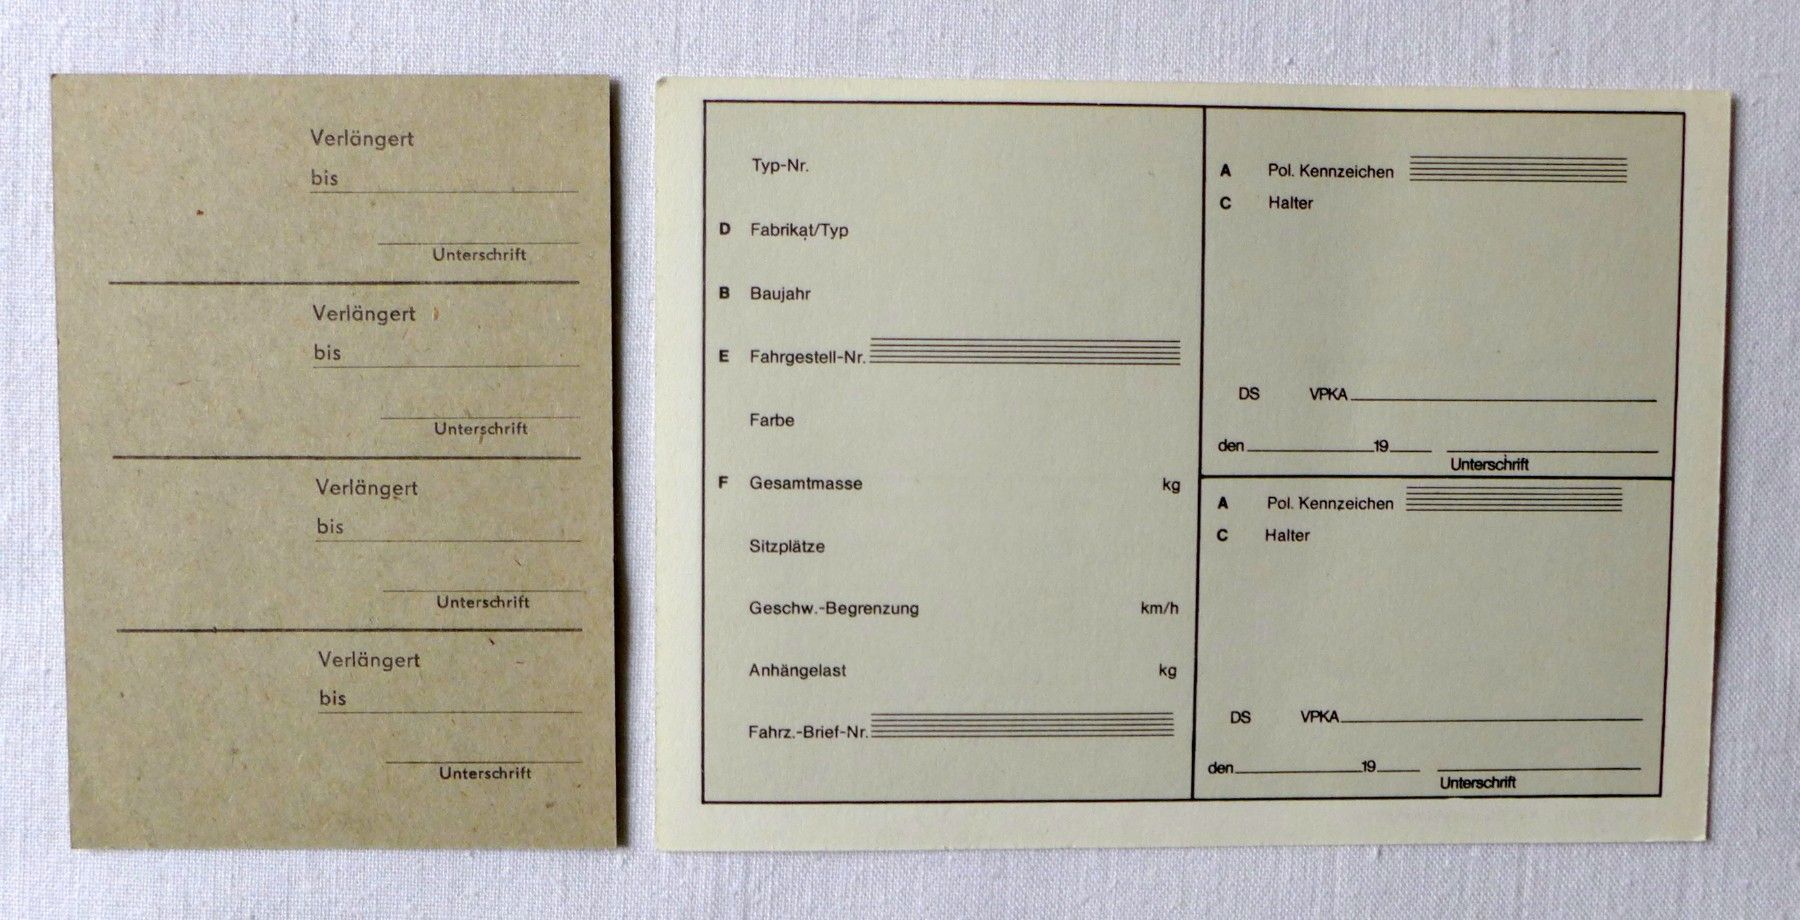 Verlängert
bis
Unterschrift
Verlängert
bis
Unterschrift
Verlängert
bis
Unterschrift
Verlängert
bis
Unterschrift
Typ-Nr.
D Fabrikat/Typ
B Baujahr
E Fahrgestell-Nr.
Farbe
F Gesamtmasse kg
Sitzplätze
Geschw.-Begrenzung km/h
Anhängelast kg
Fahrz.-Brief-Nr.
A Pol. Kennzeichen
C Halter
DS VPKA
den 19
Unterschrift
A Pol. Kennzeichen
C Halter
DS VPKA
den 19
Unterschrift